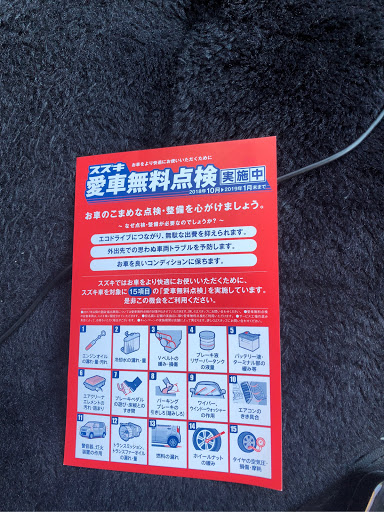 お車をより快適にお使いいただくために
スズキ
愛車無料点検 実施中
2018年10月▶2019年1月末まで
お車のこまめな点検・整備を心がけましょう。
～ なぜ点検・整備が必要なのでしょうか? ～
エコドライブにつながり、無駄な出費を抑えられます。
外出先での思わぬ車両トラブルを予防します。
お車を良いコンディションに保ちます。
スズキではお車をより快適にお使いいただくために、
スズキ車を対象に 15項目 の「愛車無料点検」を実施しています。
是非この機会をご利用ください。
1 エンジンオイルの漏れ・量・汚れ
2 冷却水の漏れ・量
3 Vベルトの緩み・損傷
4 ブレーキ液リザーバータンクの液量
5 バッテリー液・ターミナル部の緩み等
6 エアクリーナエレメントの汚れ・詰まり
7 ブレーキペダルの遊び・床板とのすき間
8 パーキングブレーキの引きしろ(踏みしろ)
9 ワイパー、ウインドウォッシャーの作用
10 エアコンのきき具合
11 警音器、灯火装置の作用
12 トランスミッション、トランスファーオイルの漏れ・量
13 燃料の漏れ
14 ホイールナットの緩み
15 タイヤの空気圧・損傷・摩耗